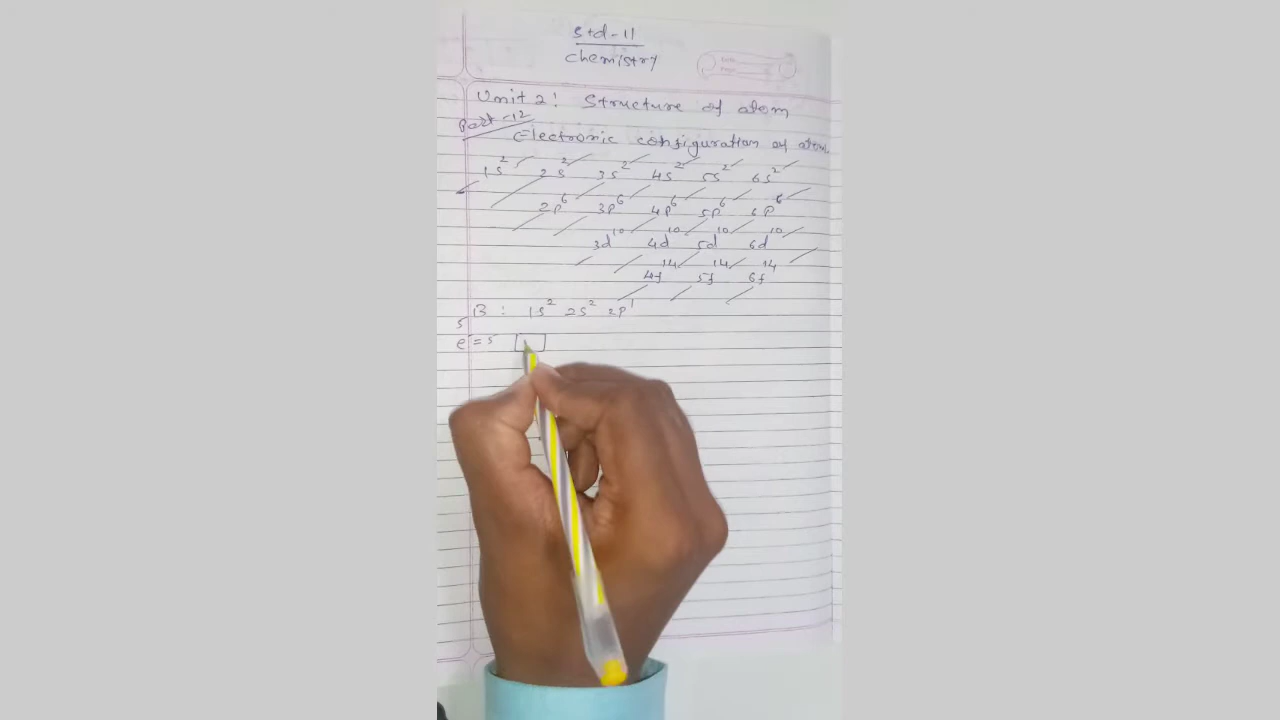 std-11
chemistry
Unit 2: Structure of atom
Part-12
Electronic configuration of atom
1s² 2s² 3s² 4s² 5s² 6s²
2p⁶ 3p⁶ 4p⁶ 5p⁶ 6p⁶
3d¹⁰ 4d¹⁰ 5d¹⁰ 6d¹⁰
4f¹⁴ 5f¹⁴ 6f¹⁴
₅B : 1s² 2s² 2p¹
e⁻ = 5